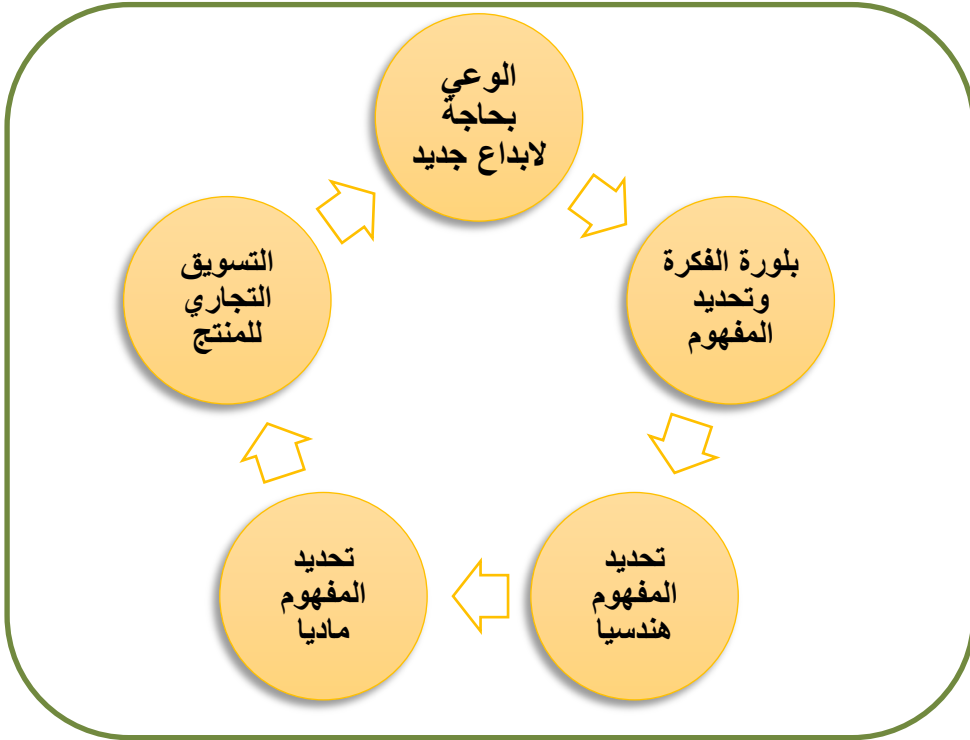 الوعي
بحاجة
لابداع جديد
بلورة الفكرة
وتحديد
المفهوم
تحديد
المفهوم
هندسيا
تحديد
المفهوم
ماديا
التسويق
التجاري
للمنتج